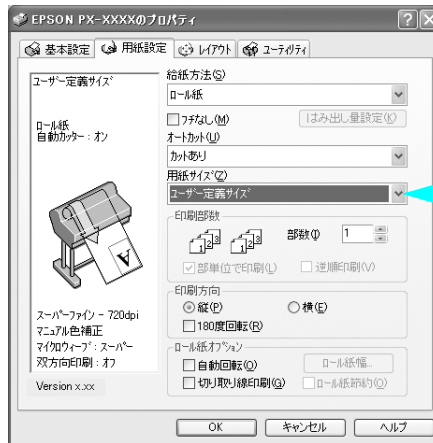 EPSON PX-XXXXのプロパティ
基本設定 用紙設定 レイアウト ユーティリティ
ユーザー定義サイズ
ロール紙
自動カッター：オン
A
スーパーファイン - 720dpi
マニュアル色補正
マイクロウィーブ：スーパー
双方向印刷：オフ
Version x.xx
給紙方法(S)
ロール紙
フチなし(M) はみ出し量設定(K)
オートカット(U)
カットあり
用紙サイズ(Z)
ユーザー定義サイズ
印刷部数
1 2 3 1 2 3 部数(I) 1
部単位で印刷(L) 逆順印刷(V)
印刷方向
縦(P) 横(E)
180度回転(R)
ロール紙オプション
自動回転(O) ロール紙幅...
切り取り線印刷(G) ロール紙節約(O)
OK キャンセル ヘルプ